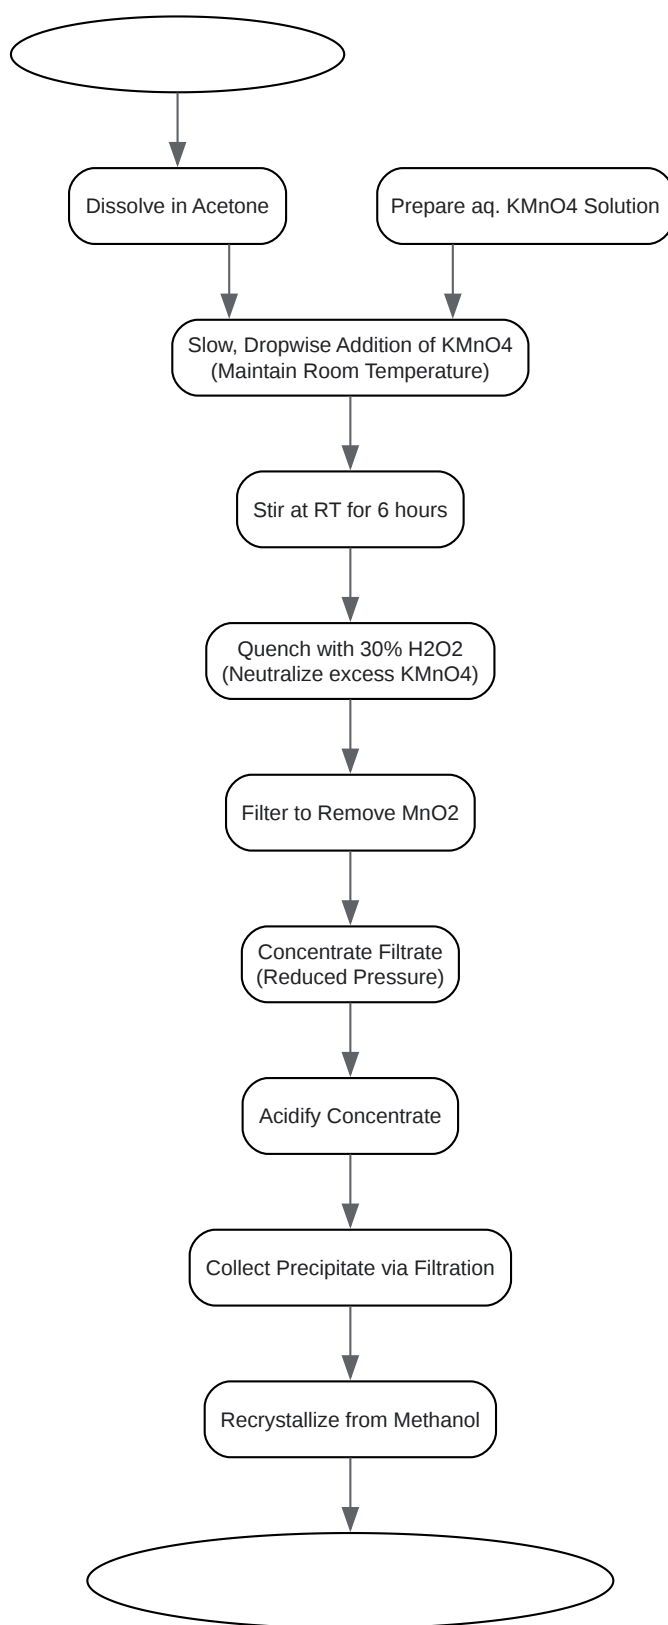 Dissolve in Acetone
Prepare aq. KMnO4 Solution
Slow, Dropwise Addition of KMnO4
(Maintain Room Temperature)
Stir at RT for 6 hours
Quench with 30% H2O2
(Neutralize excess KMnO4)
Filter to Remove MnO2
Concentrate Filtrate
(Reduced Pressure)
Acidify Concentrate
Collect Precipitate via Filtration
Recrystallize from Methanol